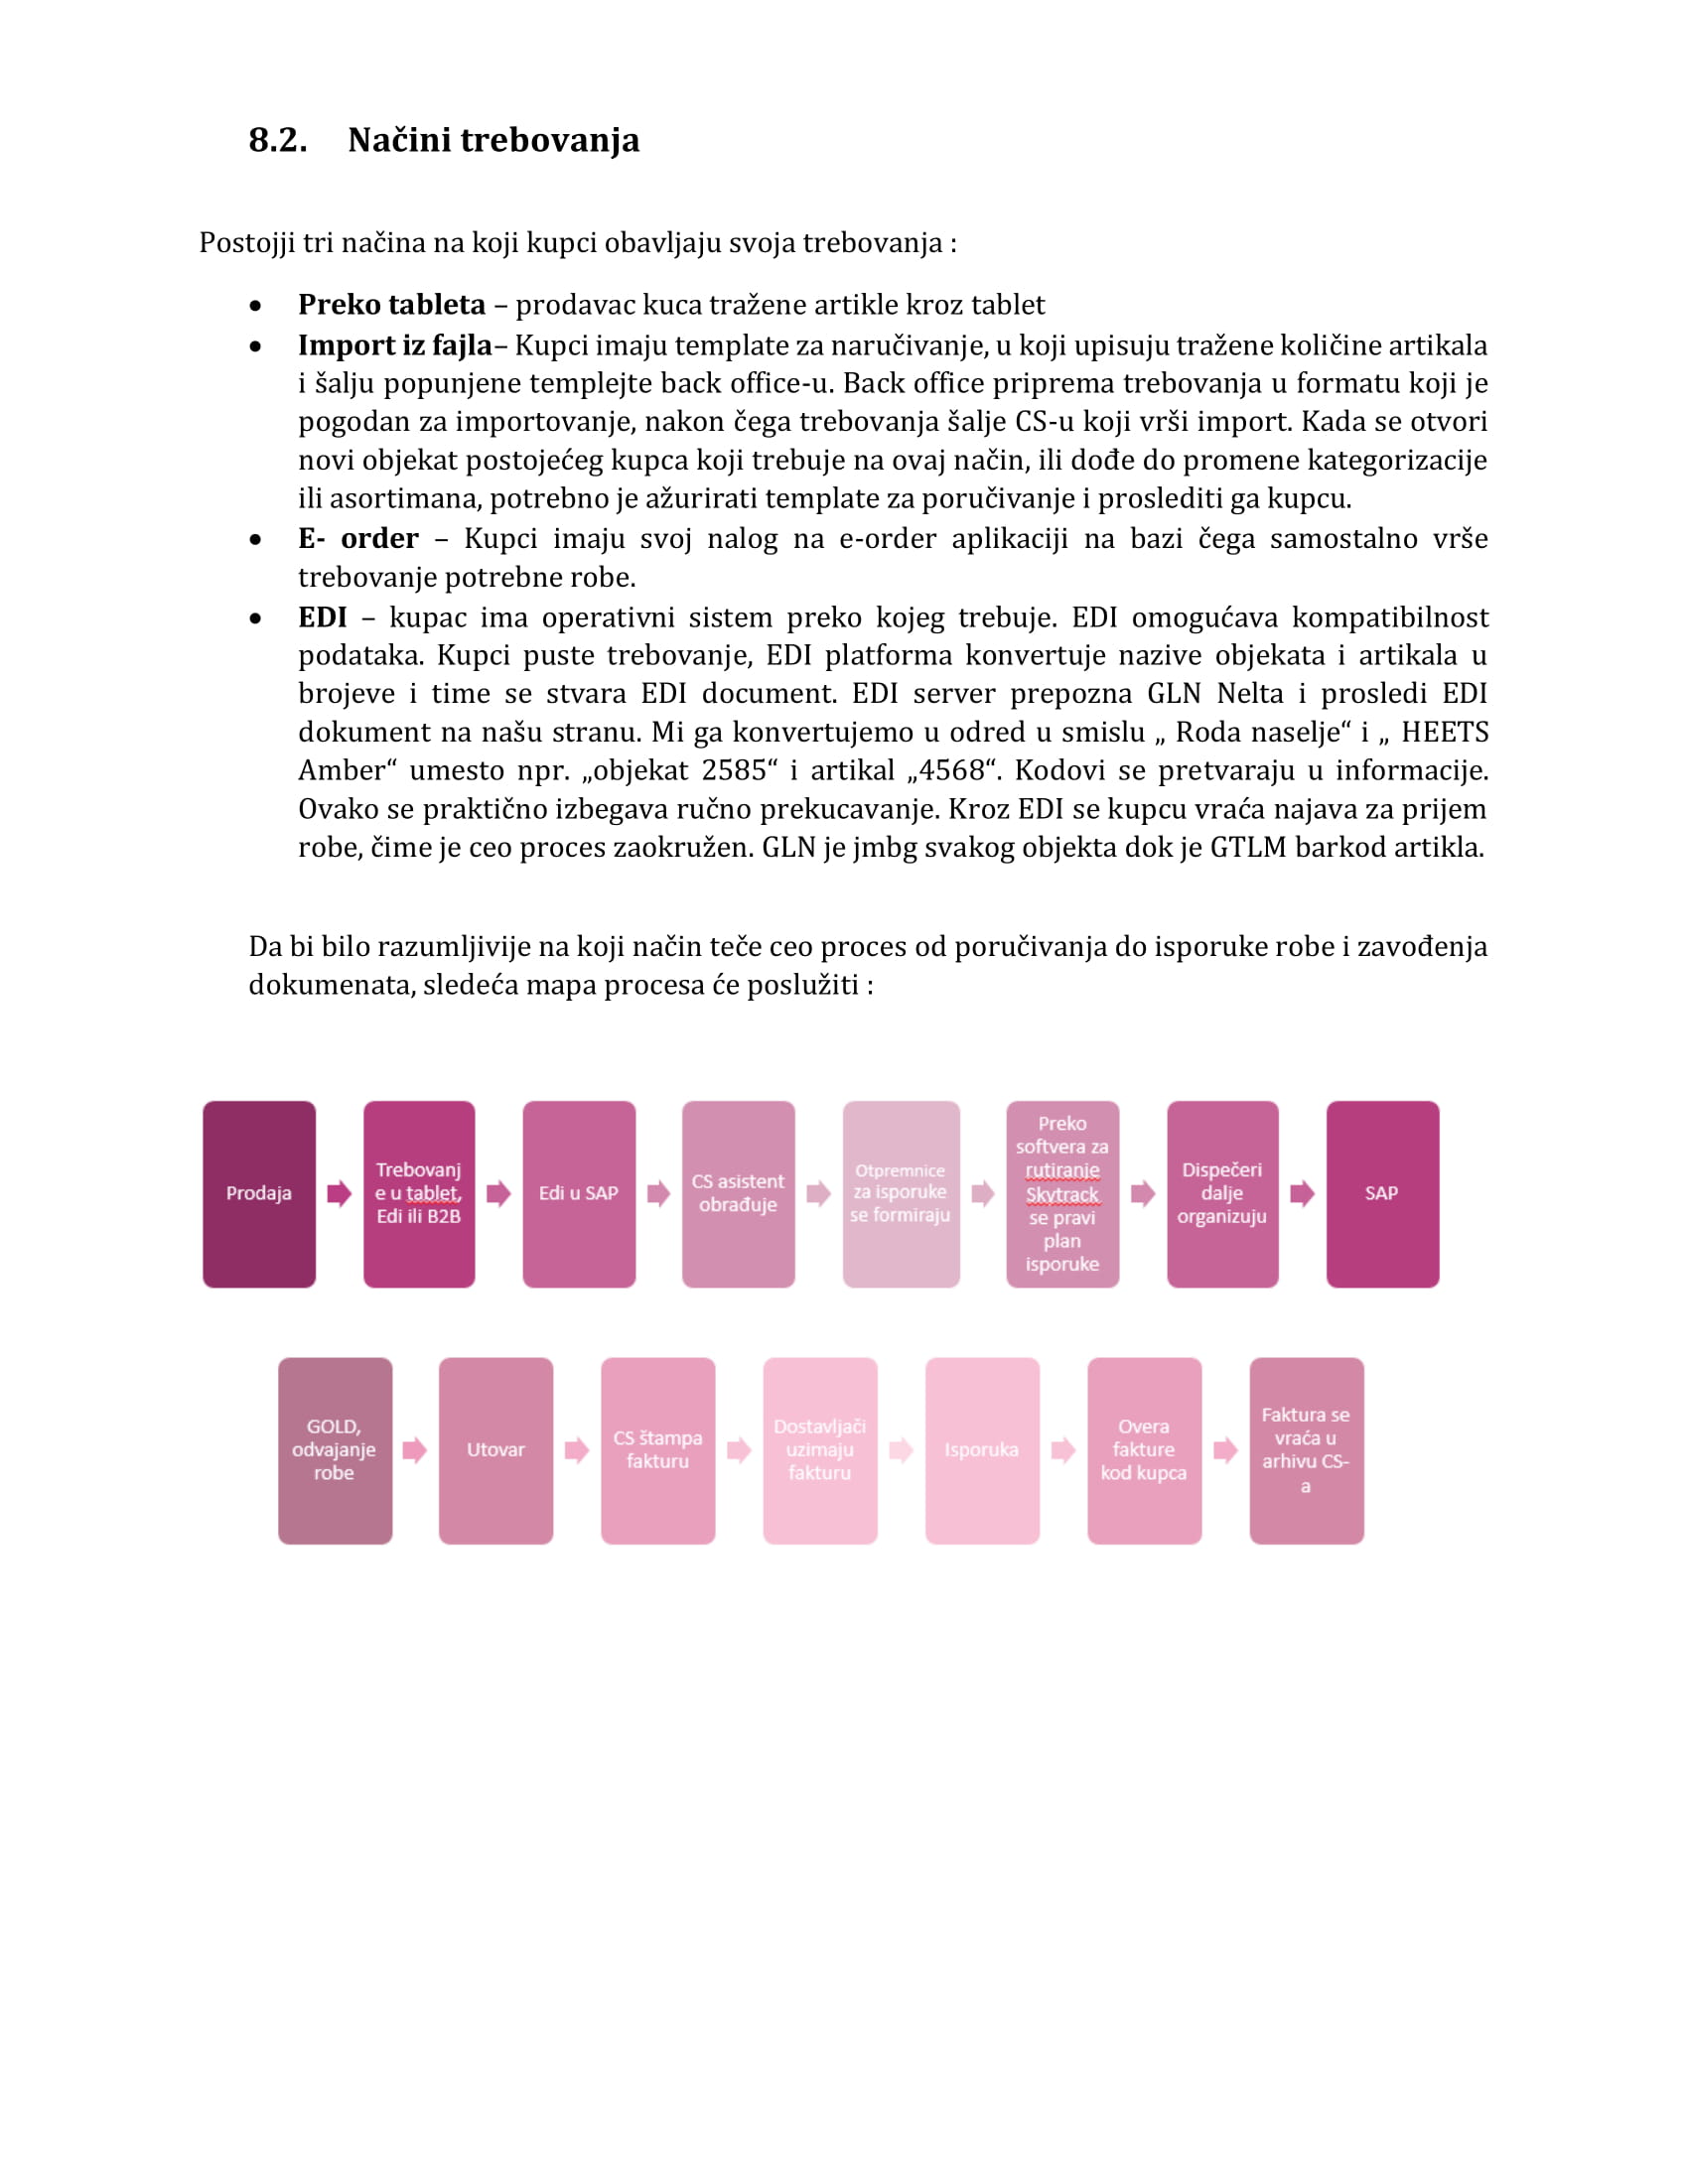 8.2. Načini trebovanja
Postojji tri načina na koji kupci obavljaju svoja trebovanja :
• Preko tableta – prodavac kuca tražene artikle kroz tablet
• Import iz fajla– Kupci imaju template za naručivanje, u koji upisuju tražene količine artikala
i šalju popunjene templejte back office-u. Back office priprema trebovanja u formatu koji je
pogodan za importovanje, nakon čega trebovanja šalje CS-u koji vrši import. Kada se otvori
novi objekat postojećeg kupca koji trebuje na ovaj način, ili dođe do promene kategorizacije
ili asortimana, potrebno je ažurirati template za poručivanje i proslediti ga kupcu.
• E- order – Kupci imaju svoj nalog na e-order aplikaciji na bazi čega samostalno vrše
trebovanje potrebne robe.
• EDI – kupac ima operativni sistem preko kojeg trebuje. EDI omogućava kompatibilnost
podataka. Kupci puste trebovanje, EDI platforma konvertuje nazive objekata i artikala u
brojeve i time se stvara EDI document. EDI server prepozna GLN Nelta i prosledi EDI
dokument na našu stranu. Mi ga konvertujemo u odred u smislu „ Roda naselje“ i „ HEETS
Amber“ umesto npr. „objekat 2585“ i artikal „4568“. Kodovi se pretvaraju u informacije.
Ovako se praktično izbegava ručno prekucavanje. Kroz EDI se kupcu vraća najava za prijem
robe, čime je ceo proces zaokružen. GLN je jmbg svakog objekta dok je GTLM barkod artikla.
Da bi bilo razumljivije na koji način teče ceo proces od poručivanja do isporuke robe i zavođenja
dokumenata, sledeća mapa procesa će poslužiti :
Prodaja
Trebovanj
e u tablet,
Edi ili B2B
Edi u SAP
CS asistent
obrađuje
Otpremnice
za isporuke
se formiraju
Preko
softvera za
rutiranje
Skytrack
se pravi
plan
isporuke
Dispečeri
dalje
organizuju
SAP
GOLD,
odvajanje
robe
Utovar
CS štampa
fakturu
Dostavljači
uzimaju
fakturu
Isporuka
Overa
fakture
kod kupca
Faktura se
vraća u
arhivu CS-
a